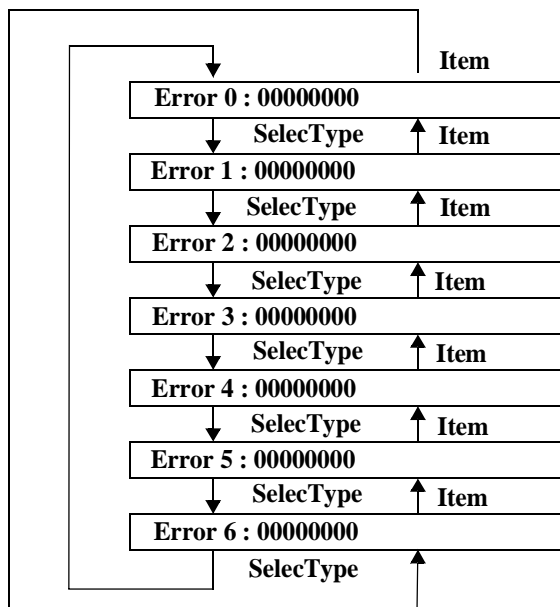 Item
Error 0 : 00000000
SelecType Item
Error 1 : 00000000
SelecType Item
Error 2 : 00000000
SelecType Item
Error 3 : 00000000
SelecType Item
Error 4 : 00000000
SelecType Item
Error 5 : 00000000
SelecType Item
Error 6 : 00000000
SelecType